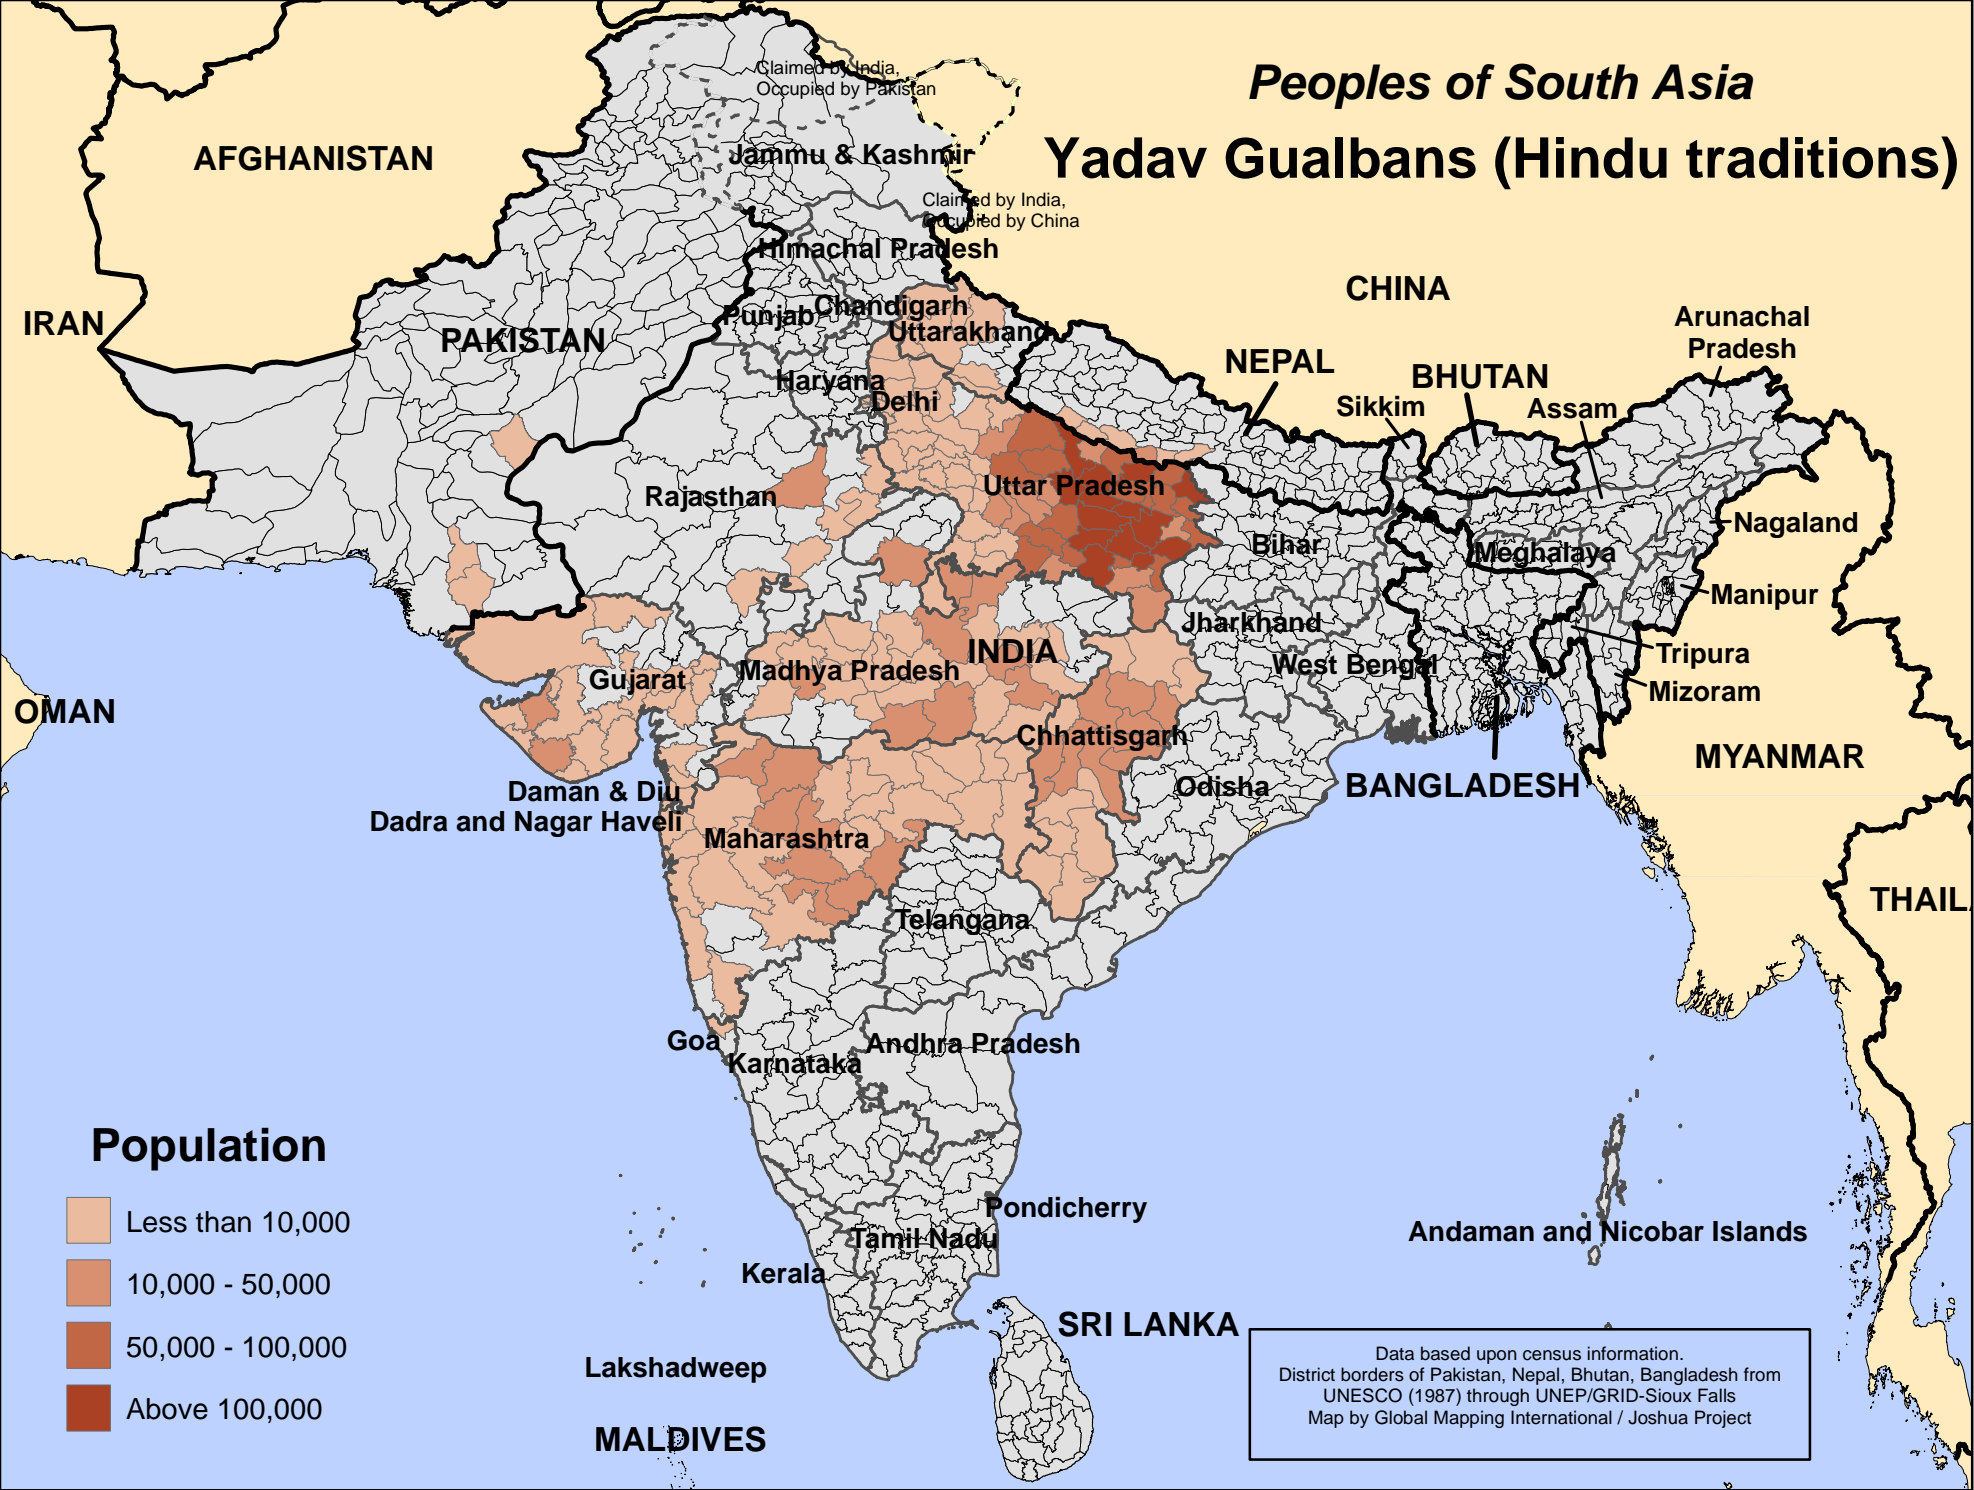 Peoples of South Asia
Yadav Gualbans (Hindu traditions)
Claimed by India,
Occupied by Pakistan
AFGHANISTAN
Jammu & Kashmir
Claimed by India,
Occupied by China
Himachal Pradesh
CHINA
IRAN
PAKISTAN
Punjab
Chandigarh
Uttarakhand
Arunachal
Pradesh
NEPAL
BHUTAN
Haryana
Delhi
Sikkim
Assam
Rajasthan
Uttar Pradesh
Bihar
Meghalaya
Nagaland
Manipur
Jharkhand
INDIA
Tripura
West Bengal
Mizoram
OMAN
Gujarat
Madhya Pradesh
Chhattisgarh
MYANMAR
Odisha
BANGLADESH
Daman & Diu
Dadra and Nagar Haveli
Maharashtra
THAIL
Telangana
Goa
Karnataka
Andhra Pradesh
Population
Less than 10,000
10,000 - 50,000
50,000 - 100,000
Above 100,000
Pondicherry
Tamil Nadu
Kerala
Andaman and Nicobar Islands
SRI LANKA
Lakshadweep
MALDIVES
Data based upon census information.
District borders of Pakistan, Nepal, Bhutan, Bangladesh from
UNESCO (1987) through UNEP/GRID-Sioux Falls
Map by Global Mapping International / Joshua Project